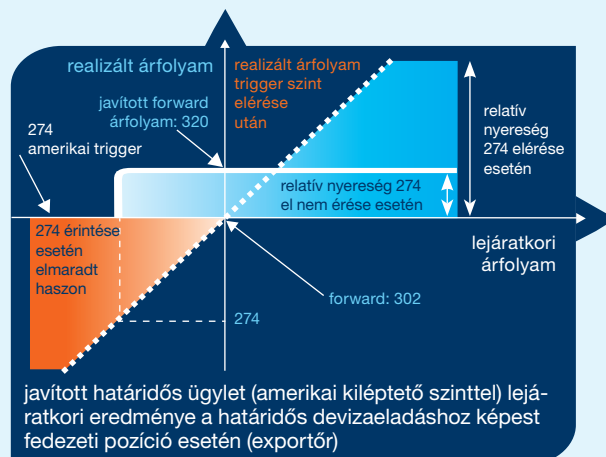 realizált árfolyam
realizált árfolyam
trigger szint
elérése
után
javított forward
árfolyam: 320
274
amerikai trigger
relatív
nyereség
274 elérése
esetén
relatív nyereség 274
el nem érése esetén
274 érintése
esetén
elmaradt
haszon
lejáratkori
árfolyam
forward: 302
274
javított határidős ügylet (amerikai kiléptető szinttel) lejá-
ratkori eredménye a határidős devizaeladáshoz képest
fedezeti pozíció esetén (exportőr)